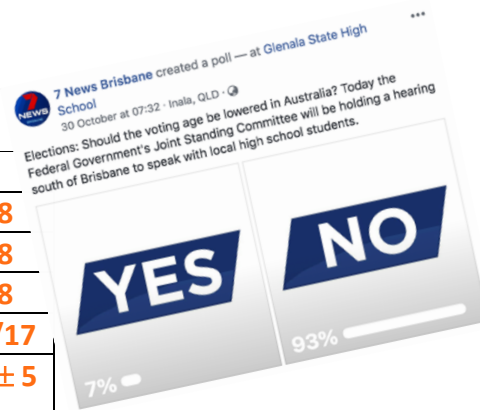 7 NEWS
7 News Brisbane created a poll — at Glenala State High
School
30 October at 07:32 · Inala, QLD ·
Elections: Should the voting age be lowered in Australia? Today the
Federal Government's Joint Standing Committee will be holding a hearing
south of Brisbane to speak with local high school students.
YES
NO
7%
93%
8
8
8
/17
± 5